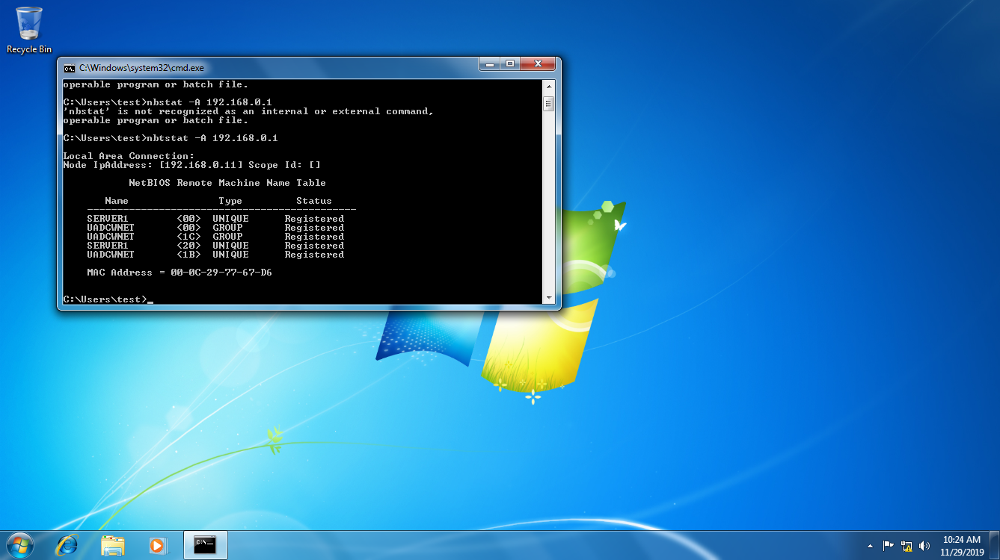 Recycle Bin
C:\Windows\system32\cmd.exe
operable program or batch file.
C:\Users\test>nbstat -A 192.168.0.1
'nbstat' is not recognized as an internal or external command,
operable program or batch file.
C:\Users\test>nbtstat -A 192.168.0.1
Local Area Connection:
Node IpAddress: [192.168.0.11] Scope Id: []
NetBIOS Remote Machine Name Table
Name Type Status
---------------------------------------------
SERVER1 <00> UNIQUE Registered
UADCWNET <00> GROUP Registered
UADCWNET <1C> GROUP Registered
SERVER1 <20> UNIQUE Registered
UADCWNET <1B> UNIQUE Registered
MAC Address = 00-0C-29-77-67-D6
C:\Users\test>_
C:\_
10:24 AM
11/29/2019